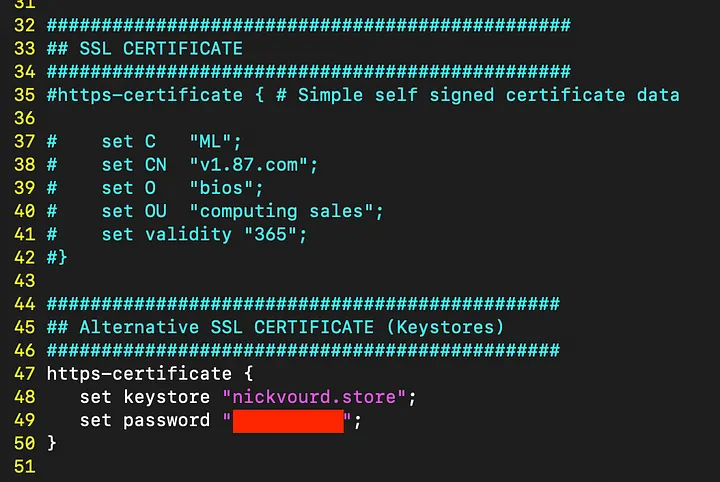 31
32 ################################################
33 ## SSL CERTIFICATE
34 ################################################
35 #https-certificate { # Simple self signed certificate data
36
37 #    set C   "ML";
38 #    set CN  "v1.87.com";
39 #    set O   "bios";
40 #    set OU  "computing sales";
41 #    set validity "365";
42 #}
43
44 ###############################################
45 ## Alternative SSL CERTIFICATE (Keystores)
46 ###############################################
47 https-certificate {
48    set keystore "nickvourd.store";
49    set password "";
50 }
51